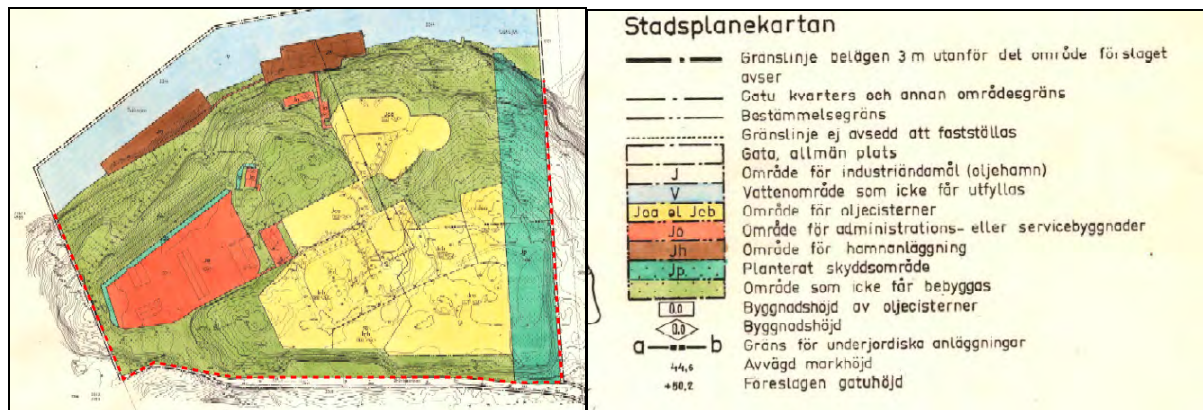 Stadsplanekartan
Gränslinje belägen 3 m utanför det område förslaget
avser
Gatu kvarters och annan områdesgräns
Bestämmelsegräns
Gränslinje ej avsedd att fastställas
Gata, allmän plats
J Område för industriändamål (oljehamn)
V Vattenområde som icke får utfyllas
Joa el Jcb Område för oljecisterner
Jo Område för administrations- eller servicebyggnader
Jh Område för hamnanläggning
Jp Planterat skyddsområde
Område som icke får bebyggas
0.0 Byggnadshöjd av oljecisterner
0.0 Byggnadshöjd
a b Gräns för underjordiska anläggningar
44,6 Avvägd markhöjd
+50,2 Föreslagen gatuhöjd